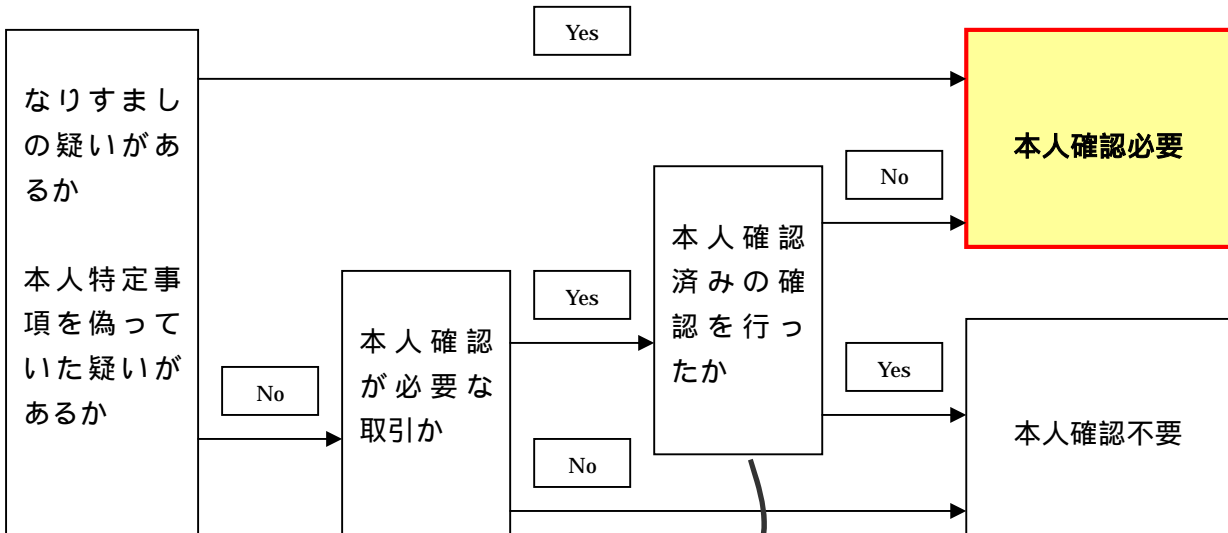 Yes
なりすまし
の疑いがあ
るか
本人特定事
項を偽って
いた疑いが
あるか
No
本人確認
が必要な
取引か
Yes
No
本人確認
済みの確
認を行っ
たか
No
Yes
本人確認必要
本人確認不要